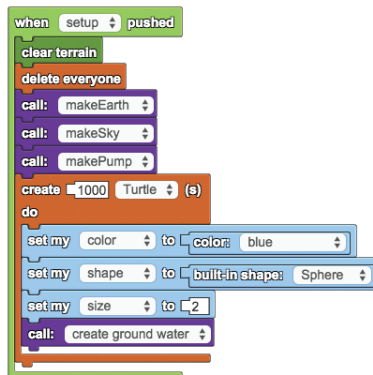 when setup pushed
clear terrain
delete everyone
call: makeEarth
call: makeSky
call: makePump
create 1000 Turtle (s)
do
set my color to color: blue
set my shape to built-in shape: Sphere
set my size to 2
call: create ground water